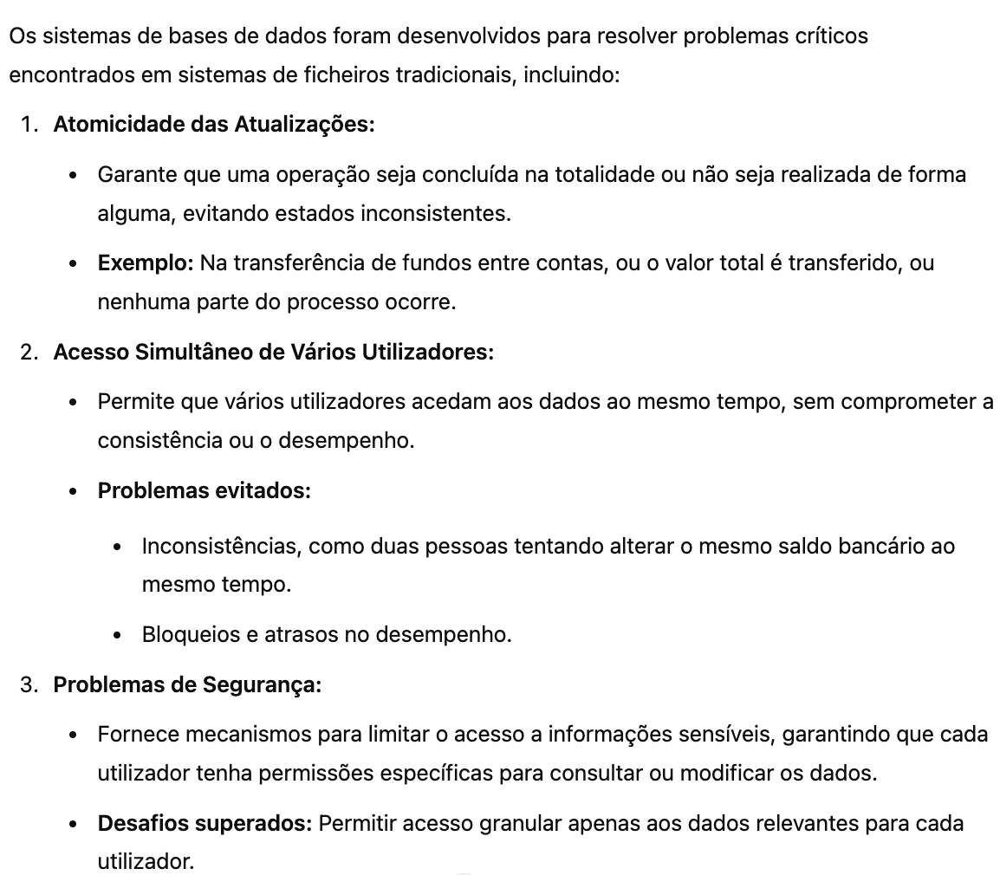 Os sistemas de bases de dados foram desenvolvidos para resolver problemas críticos
encontrados em sistemas de ficheiros tradicionais, incluindo:
1. Atomicidade das Atualizações:
• Garante que uma operação seja concluída na totalidade ou não seja realizada de forma
alguma, evitando estados inconsistentes.
• Exemplo: Na transferência de fundos entre contas, ou o valor total é transferido, ou
nenhuma parte do processo ocorre.
2. Acesso Simultâneo de Vários Utilizadores:
• Permite que vários utilizadores acedam aos dados ao mesmo tempo, sem comprometer a
consistência ou o desempenho.
• Problemas evitados:
• Inconsistências, como duas pessoas tentando alterar o mesmo saldo bancário ao
mesmo tempo.
• Bloqueios e atrasos no desempenho.
3. Problemas de Segurança:
• Fornece mecanismos para limitar o acesso a informações sensíveis, garantindo que cada
utilizador tenha permissões específicas para consultar ou modificar os dados.
• Desafios superados: Permitir acesso granular apenas aos dados relevantes para cada
utilizador.